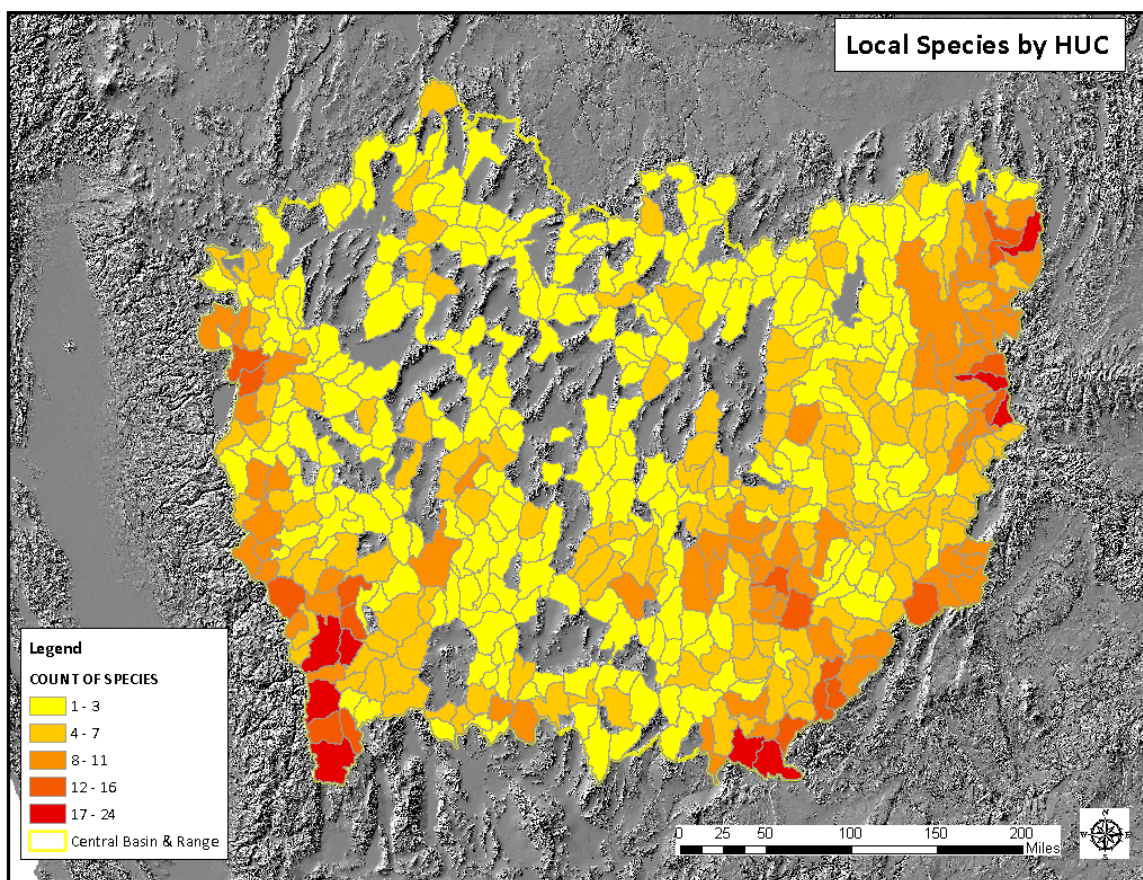 Local Species by HUC
Legend
COUNT OF SPECIES
1 - 3
4 - 7
8 - 11
12 - 16
17 - 24
Central Basin & Range
0 25 50 100 150 200
Miles
N
W E
S